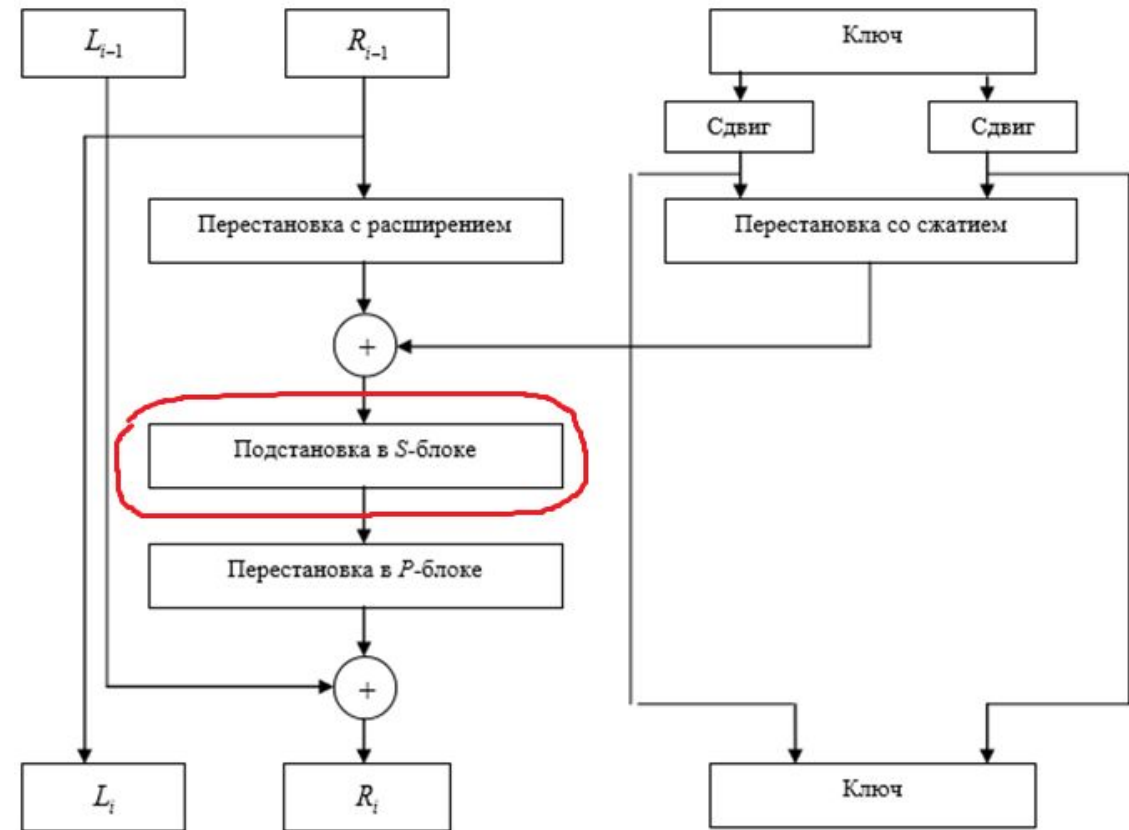 L_{i-1}
R_{i-1}
Ключ
Сдвиг
Сдвиг
Перестановка с расширением
Перестановка со сжатием
+
Подстановка в S-блоке
Перестановка в P-блоке
+
L_i
R_i
Ключ